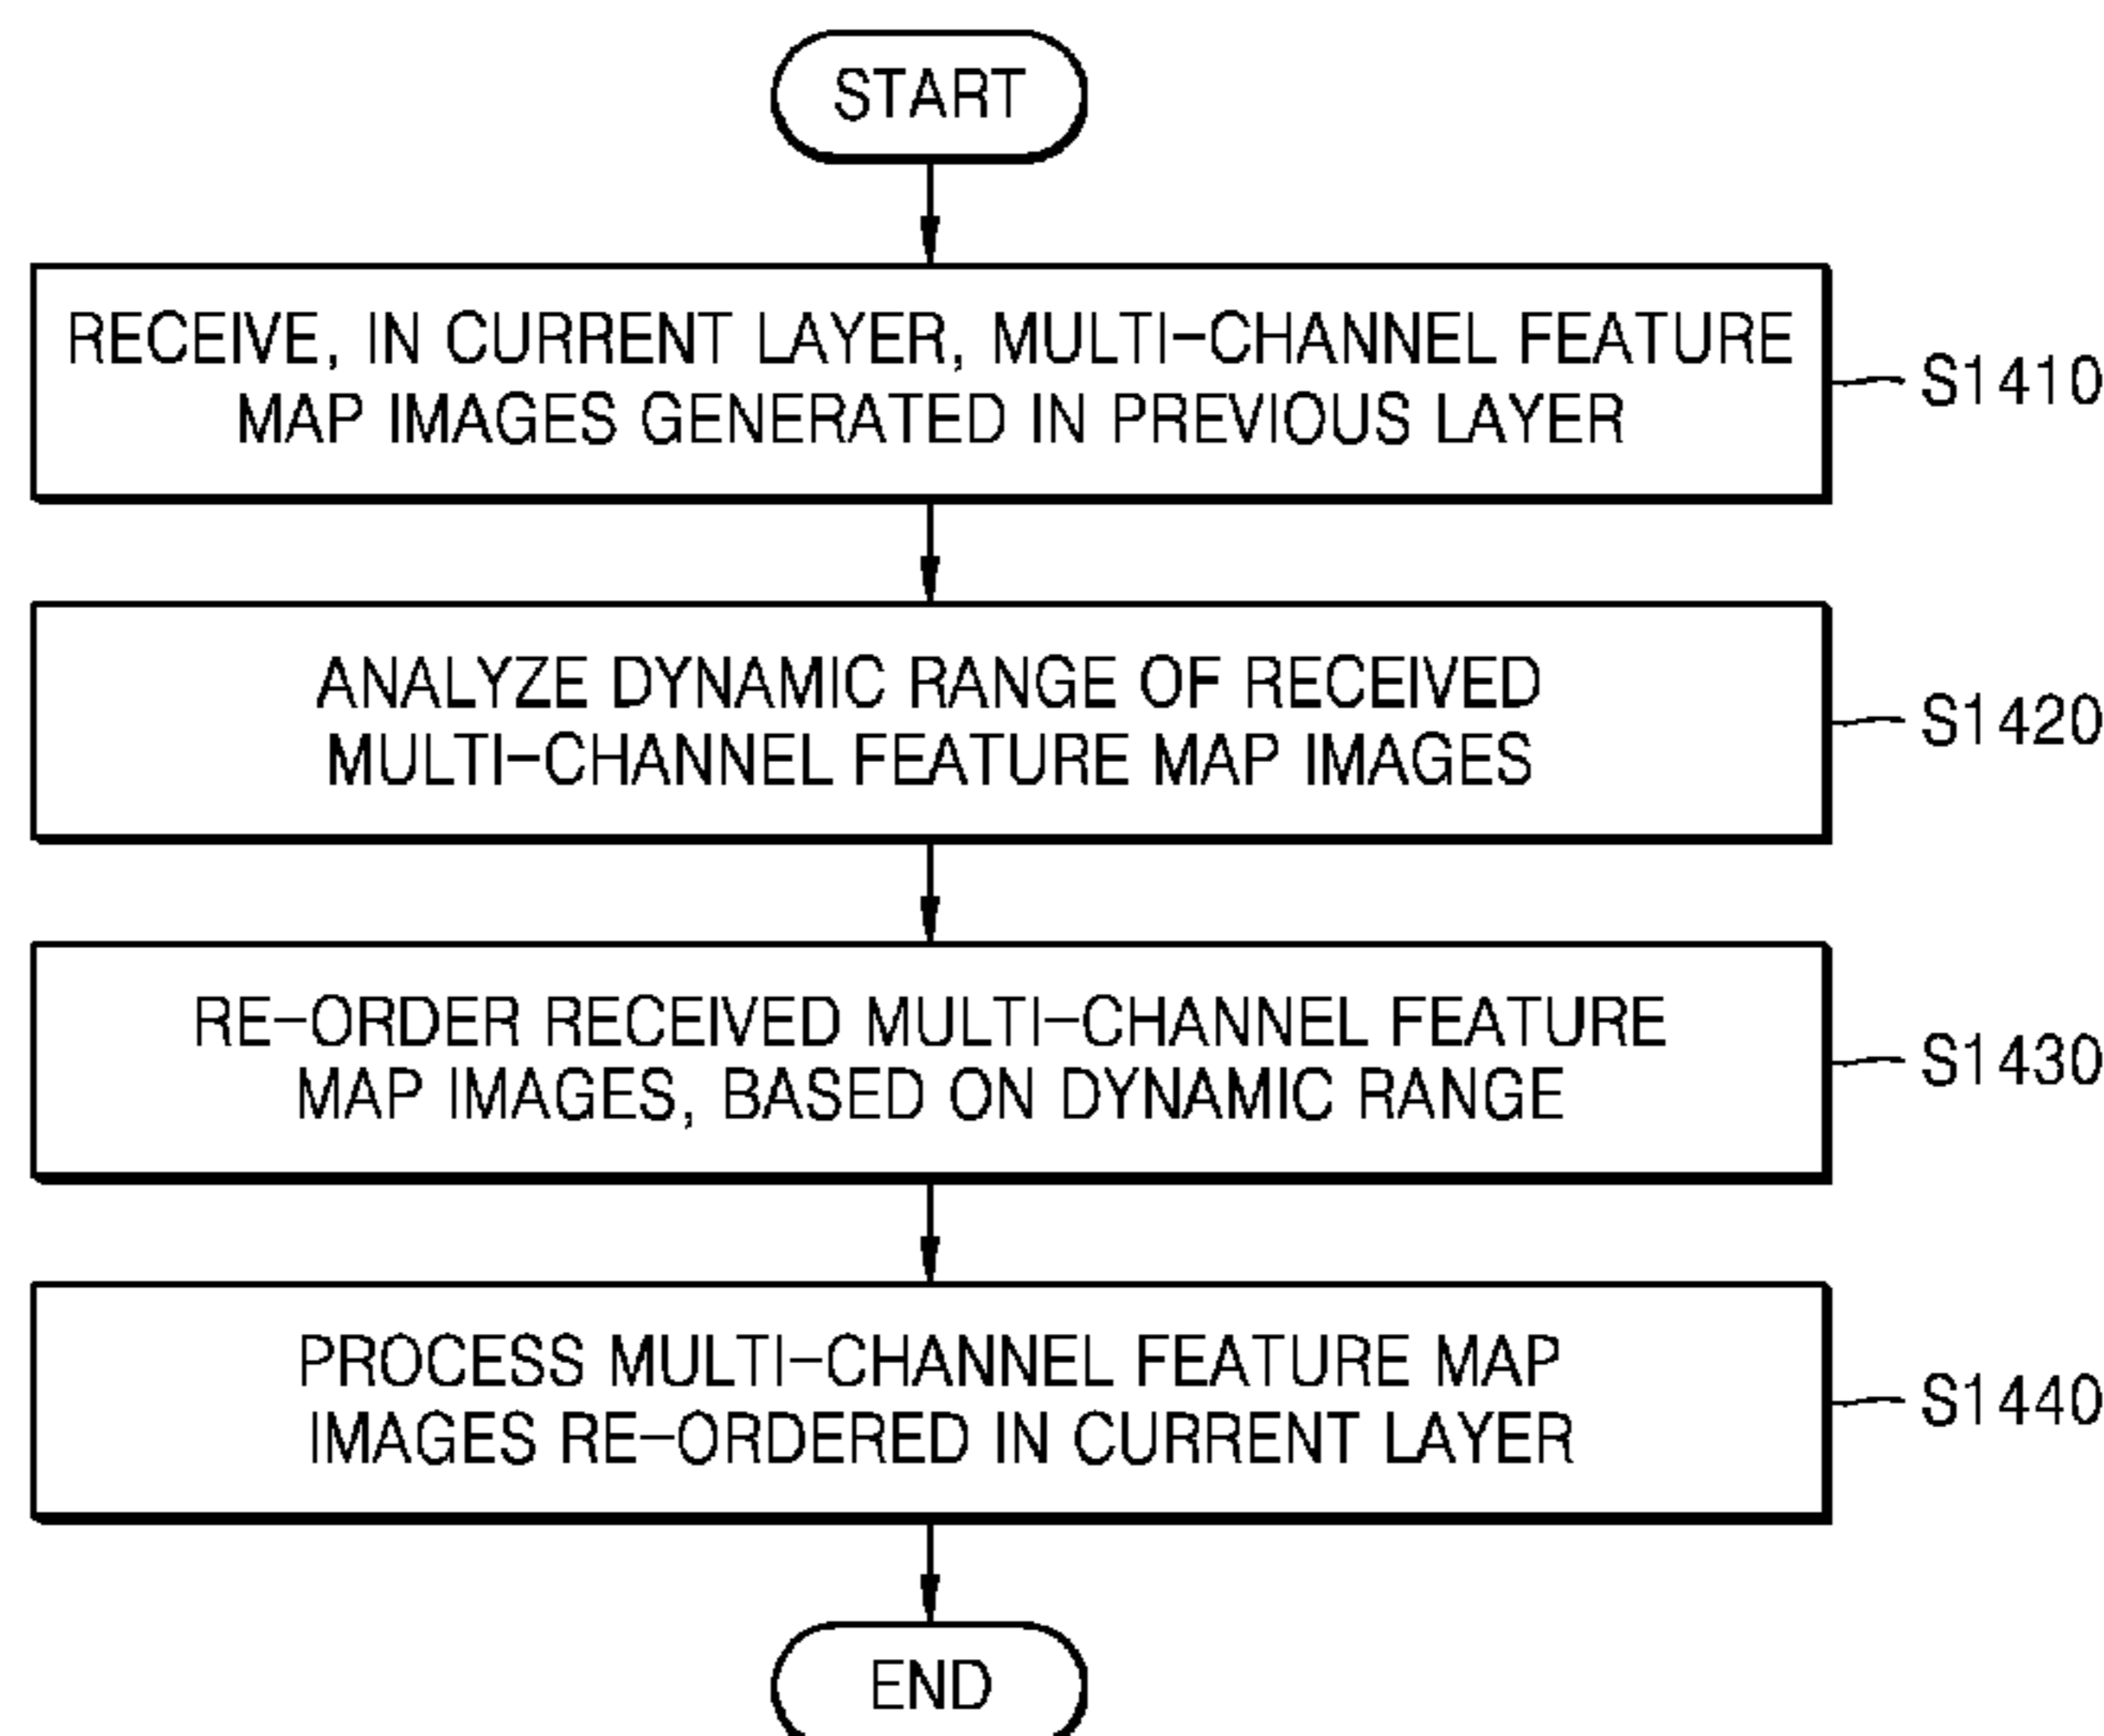 START
RECEIVE, IN CURRENT LAYER, MULTI-CHANNEL FEATURE
MAP IMAGES GENERATED IN PREVIOUS LAYER
S1410
ANALYZE DYNAMIC RANGE OF RECEIVED
MULTI-CHANNEL FEATURE MAP IMAGES
S1420
RE-ORDER RECEIVED MULTI-CHANNEL FEATURE
MAP IMAGES, BASED ON DYNAMIC RANGE
S1430
PROCESS MULTI-CHANNEL FEATURE MAP
IMAGES RE-ORDERED IN CURRENT LAYER
S1440
END